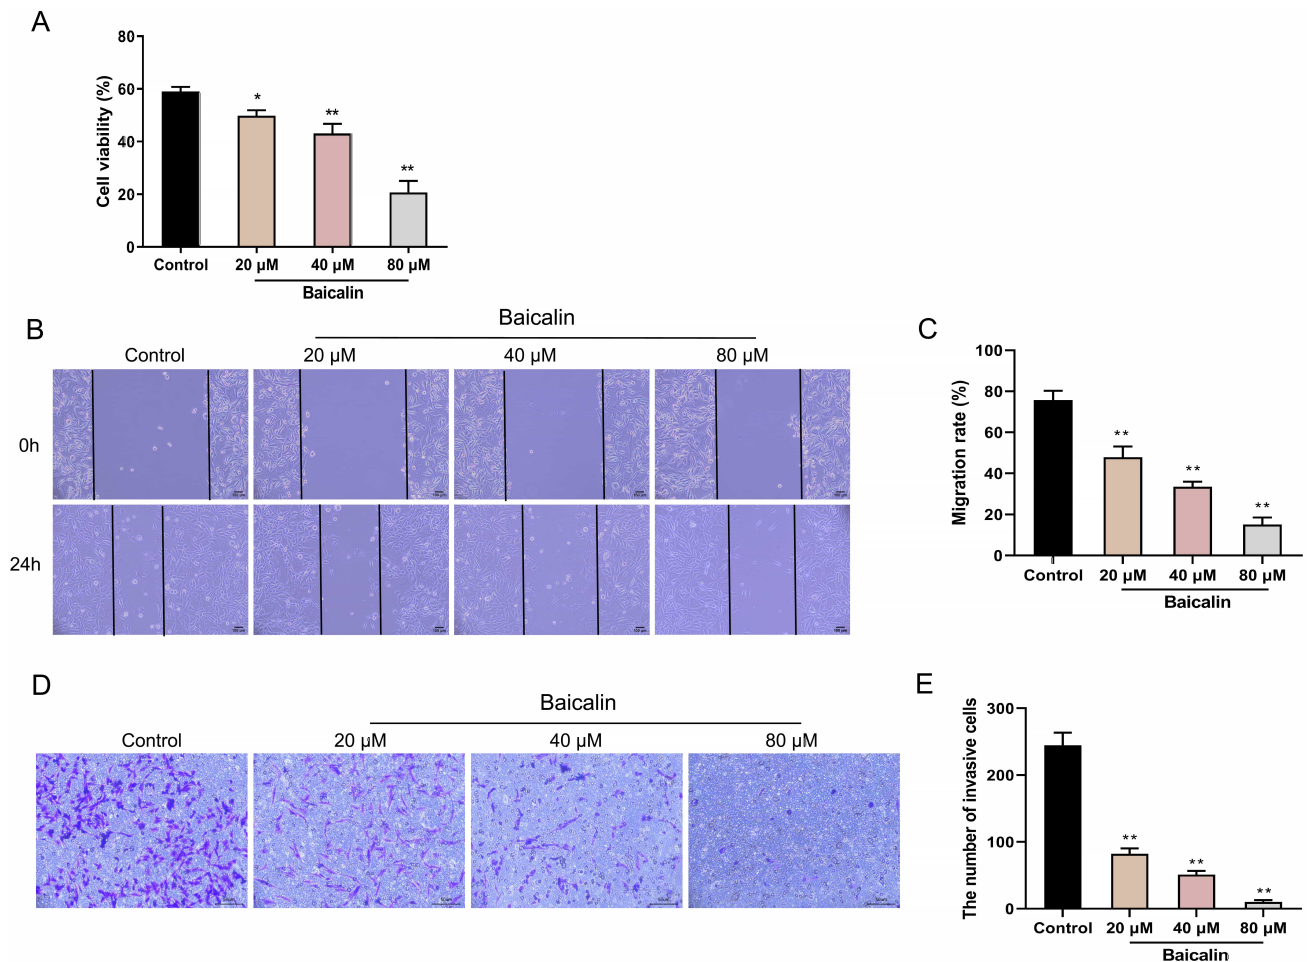 A
80
60
40
20
0
Cell viability (%)
*
**
**
Control 20 µM 40 µM 80 µM
Baicalin
B
Baicalin
Control 20 µM 40 µM 80 µM
0h
24h
C
100
80
60
40
20
0
Migration rate (%)
**
**
**
Control 20 µM 40 µM 80 µM
Baicalin
D
Baicalin
Control 20 µM 40 µM 80 µM
E
300
200
100
0
The number of invasive cells
**
**
**
Control 20 µM 40 µM 80 µM
Baicalin